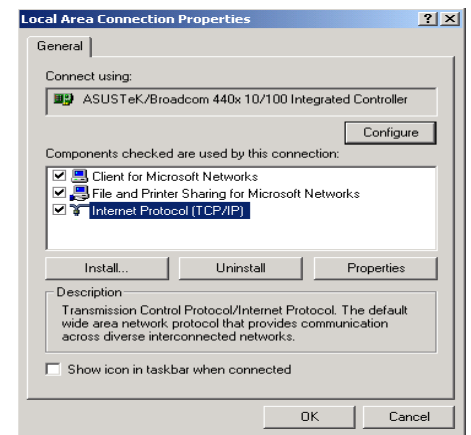 Local Area Connection Properties
General
Connect using:
ASUSTeK/Broadcom 440x 10/100 Integrated Controller
Configure
Components checked are used by this connection:
Client for Microsoft Networks
File and Printer Sharing for Microsoft Networks
Internet Protocol (TCP/IP)
Install...
Uninstall
Properties
Description
Transmission Control Protocol/Internet Protocol. The default
wide area network protocol that provides communication
across diverse interconnected networks.
Show icon in taskbar when connected
OK
Cancel